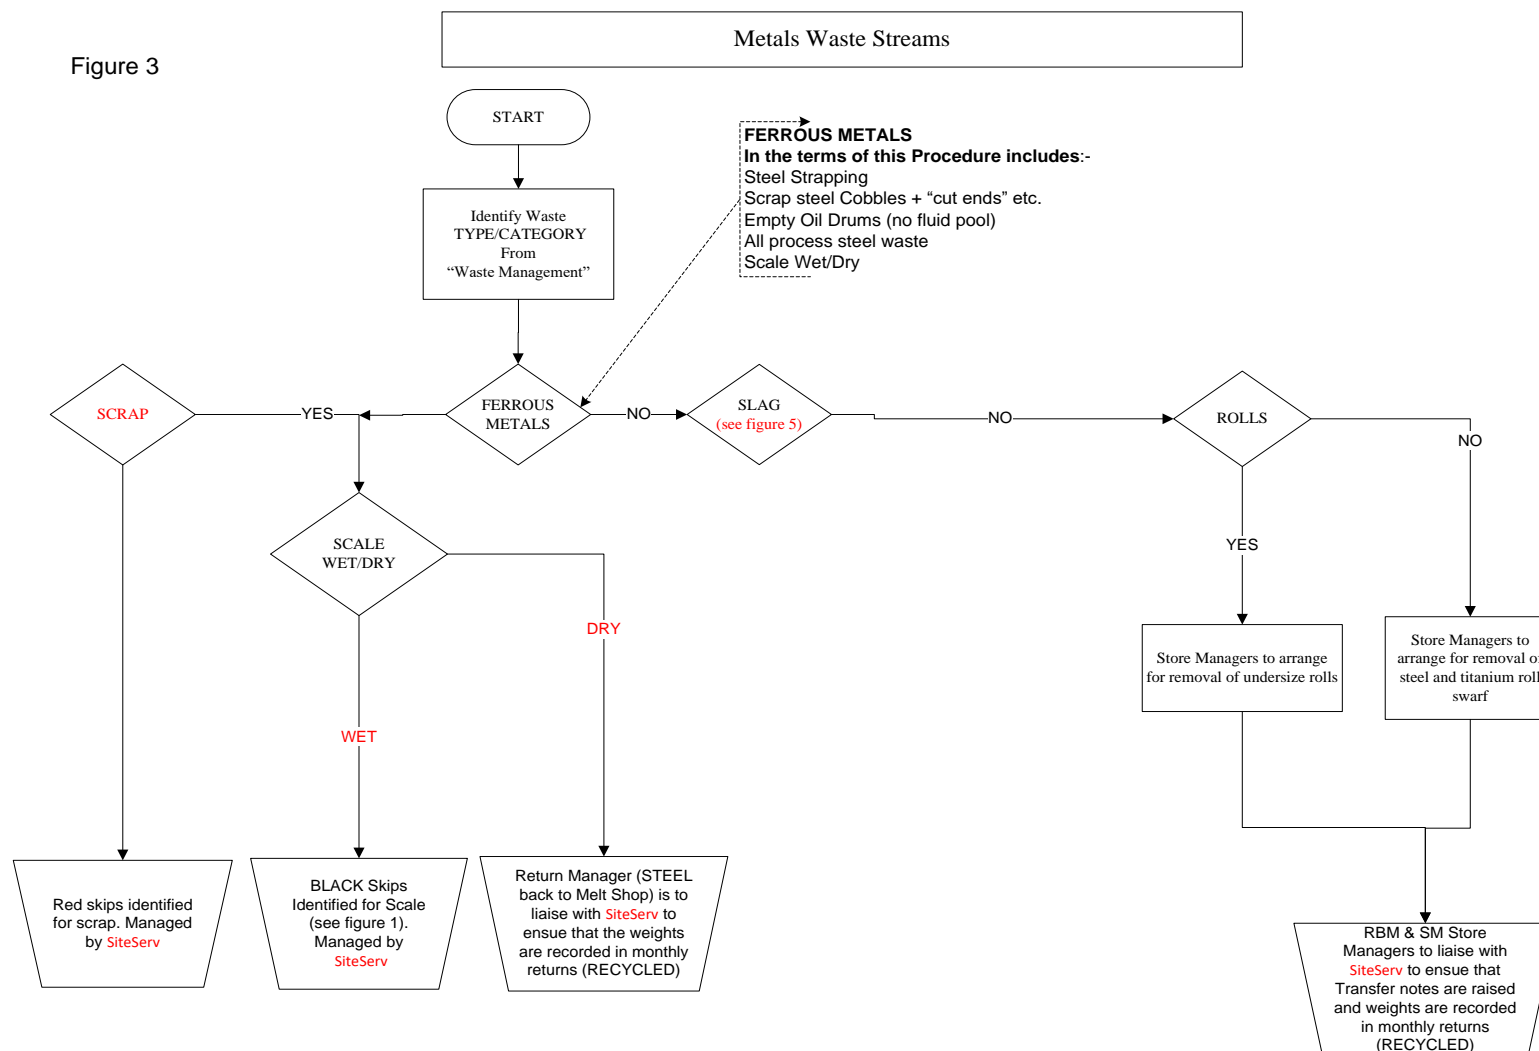 Metals Waste Streams
Figure 3
START
FERROUS METALS
In the terms of this Procedure includes:-
Steel Strapping
Scrap steel Cobbles + “cut ends” etc.
Empty Oil Drums (no fluid pool)
All process steel waste
Scale Wet/Dry
Identify Waste
TYPE/CATEGORY
From
“Waste Management”
SCRAP
YES
FERROUS
METALS
NO
SLAG
(see figure 5)
NO
ROLLS
NO
SCALE
WET/DRY
YES
DRY
WET
Store Managers to arrange
for removal of undersize rolls
Store Managers to
arrange for removal of
steel and titanium roll
swarf
Red skips identified
for scrap. Managed
by SiteServ
BLACK Skips
Identified for Scale
(see figure 1).
Managed by
SiteServ
Return Manager (STEEL
back to Melt Shop) is to
liaise with SiteServ to
ensue that the weights
are recorded in monthly
returns (RECYCLED)
RBM & SM Store
Managers to liaise with
SiteServ to ensue that
Transfer notes are raised
and weights are recorded
in monthly returns
(RECYCLED)